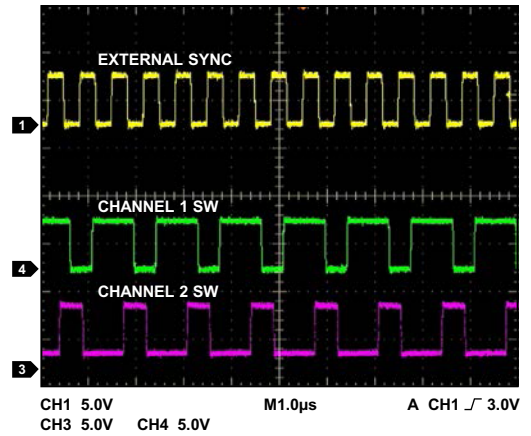 EXTERNAL SYNC
1
CHANNEL 1 SW
4
CHANNEL 2 SW
3
CH1 5.0V M1.0µs A CH1 3.0V
CH3 5.0V CH4 5.0V